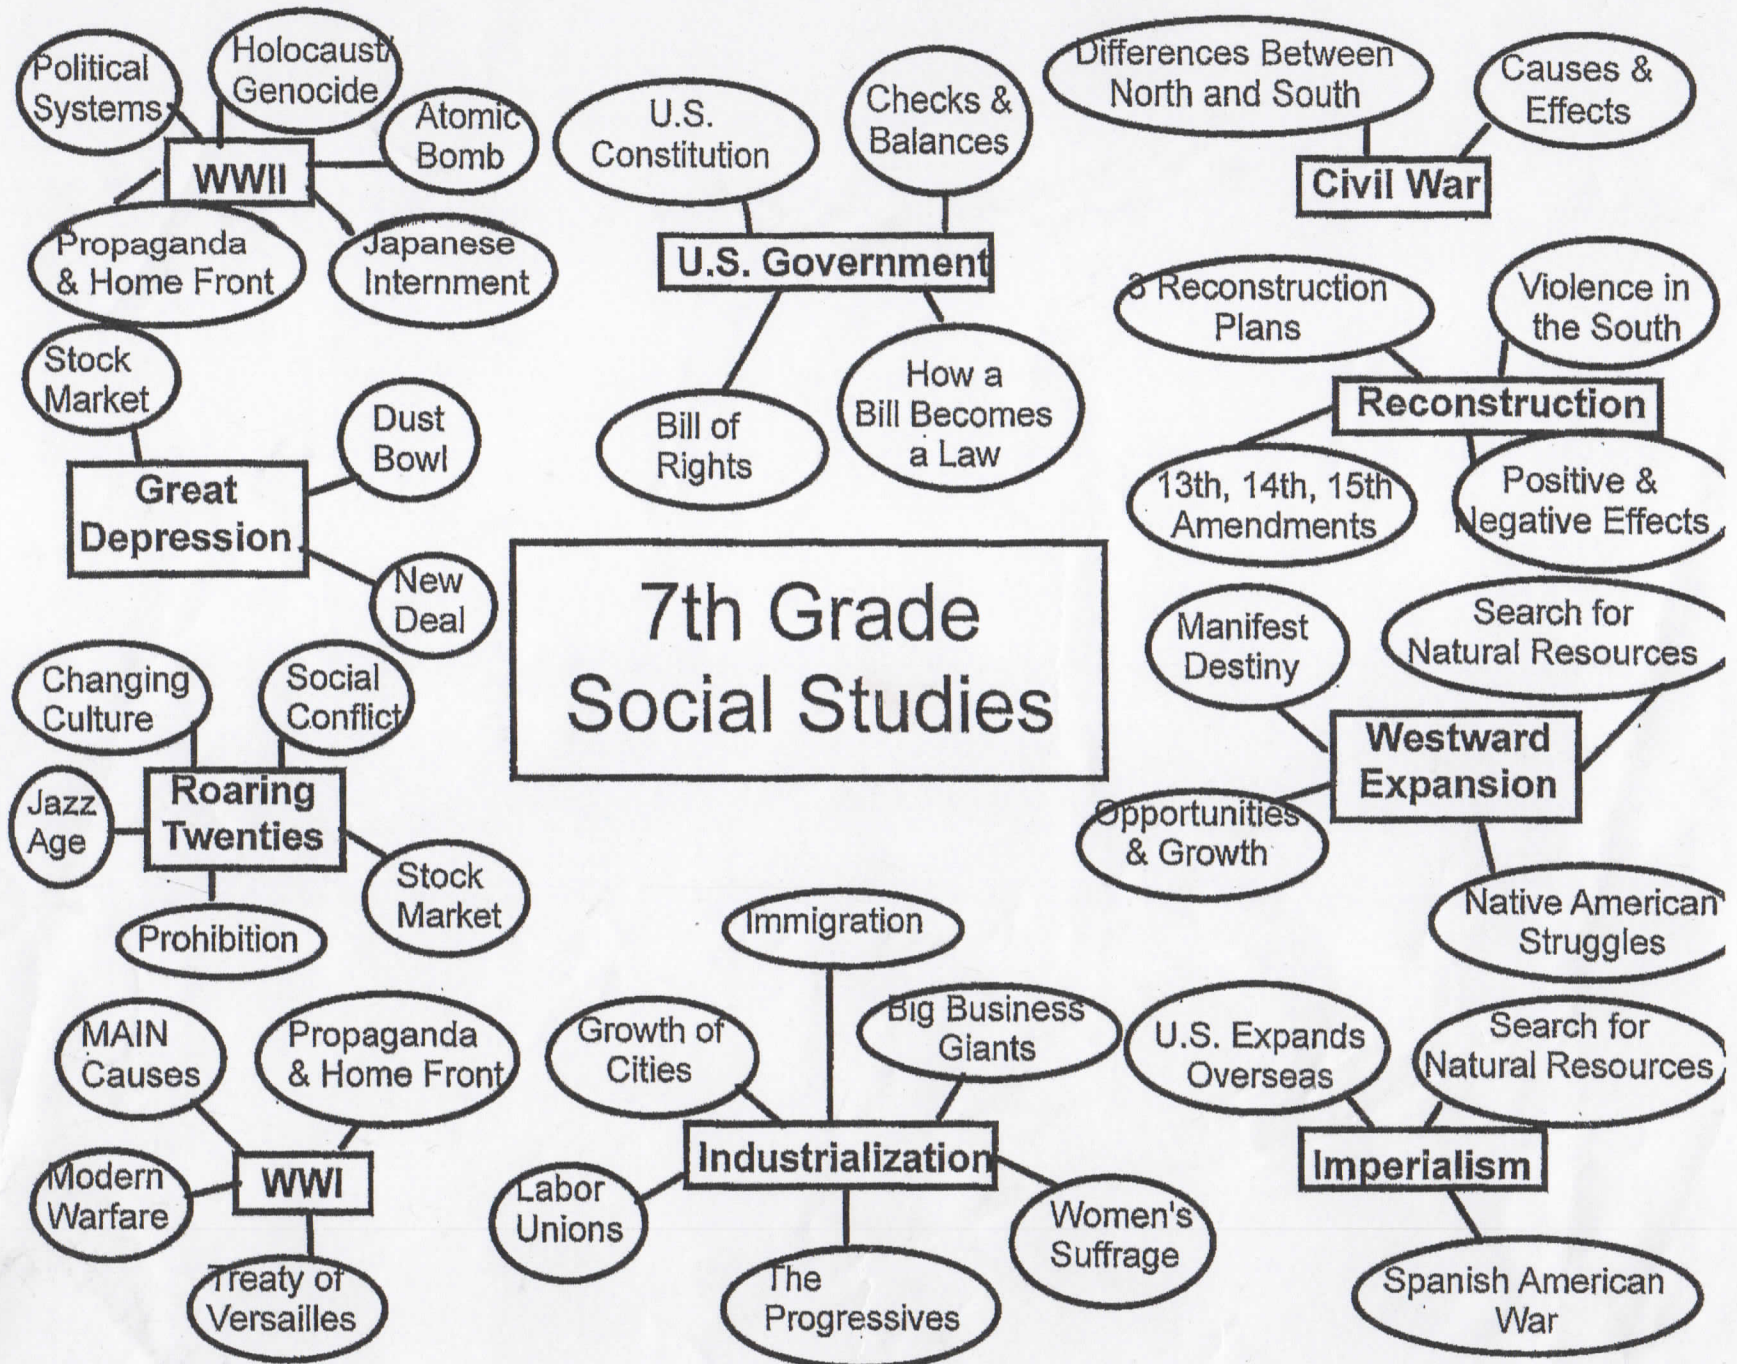 Political
Systems
Holocaust/
Genocide
Atomic
Bomb
WWII
Propaganda
& Home Front
Japanese
Internment
U.S.
Constitution
Checks &
Balances
U.S. Government
Bill of
Rights
How a
Bill Becomes
a Law
Differences Between
North and South
Causes &
Effects
Civil War
3 Reconstruction
Plans
Violence in
the South
Reconstruction
13th, 14th, 15th
Amendments
Positive &
Negative Effects
Stock
Market
Dust
Bowl
Great
Depression
New
Deal
7th Grade
Social Studies
Manifest
Destiny
Search for
Natural Resources
Westward
Expansion
Opportunities
& Growth
Native American
Struggles
Changing
Culture
Social
Conflict
Jazz
Age
Roaring
Twenties
Stock
Market
Prohibition
MAIN
Causes
Propaganda
& Home Front
Modern
Warfare
WWI
Treaty of
Versailles
Immigration
Growth of
Cities
Big Business
Giants
Industrialization
Labor
Unions
The
Progressives
Women's
Suffrage
U.S. Expands
Overseas
Search for
Natural Resources
Imperialism
Spanish American
War